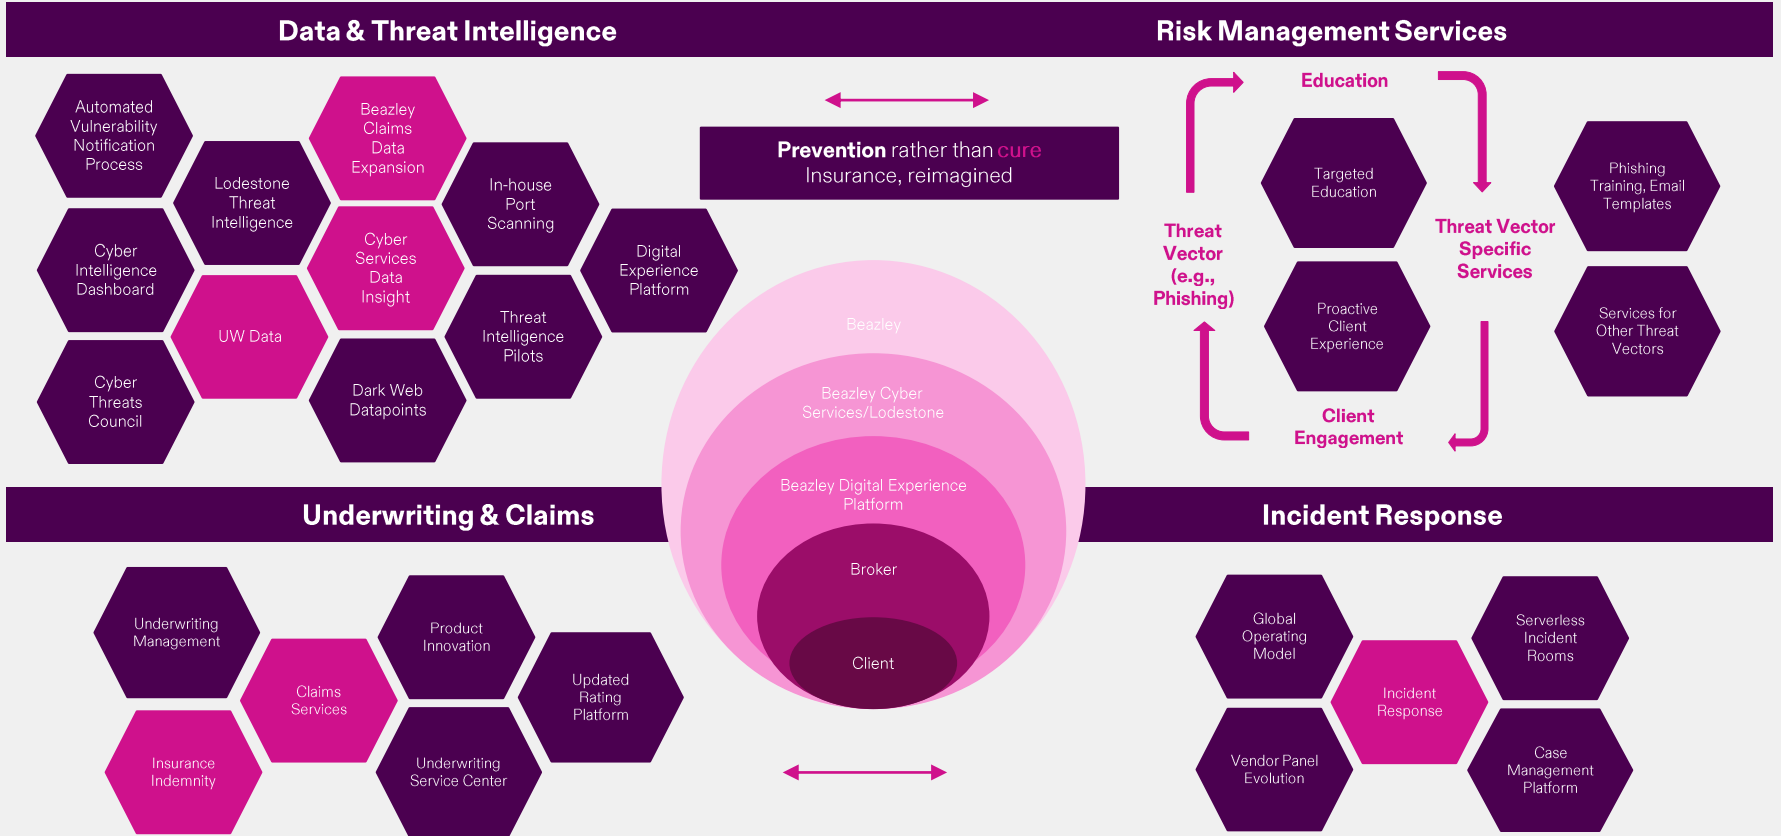 Data & Threat Intelligence
Automated
Vulnerability
Notification
Process
Beazley
Claims
Data
Expansion
Lodestone
Threat
Intelligence
In-house
Port
Scanning
Cyber
Intelligence
Dashboard
Cyber
Services
Data
Insight
Digital
Experience
Platform
UW Data
Threat
Intelligence
Pilots
Cyber
Threats
Council
Dark Web
Datapoints
Prevention rather than cure
Insurance, reimagined
Risk Management Services
Education
Targeted
Education
Phishing
Training, Email
Templates
Threat
Vector
(e.g.,
Phishing)
Threat Vector
Specific
Services
Proactive
Client
Experience
Services for
Other Threat
Vectors
Client
Engagement
Beazley
Beazley Cyber
Services/Lodestone
Beazley Digital Experience
Platform
Broker
Client
Underwriting & Claims
Underwriting
Management
Product
Innovation
Claims
Services
Updated
Rating
Platform
Insurance
Indemnity
Underwriting
Service Center
Incident Response
Global
Operating
Model
Serverless
Incident
Rooms
Incident
Response
Vendor Panel
Evolution
Case
Management
Platform